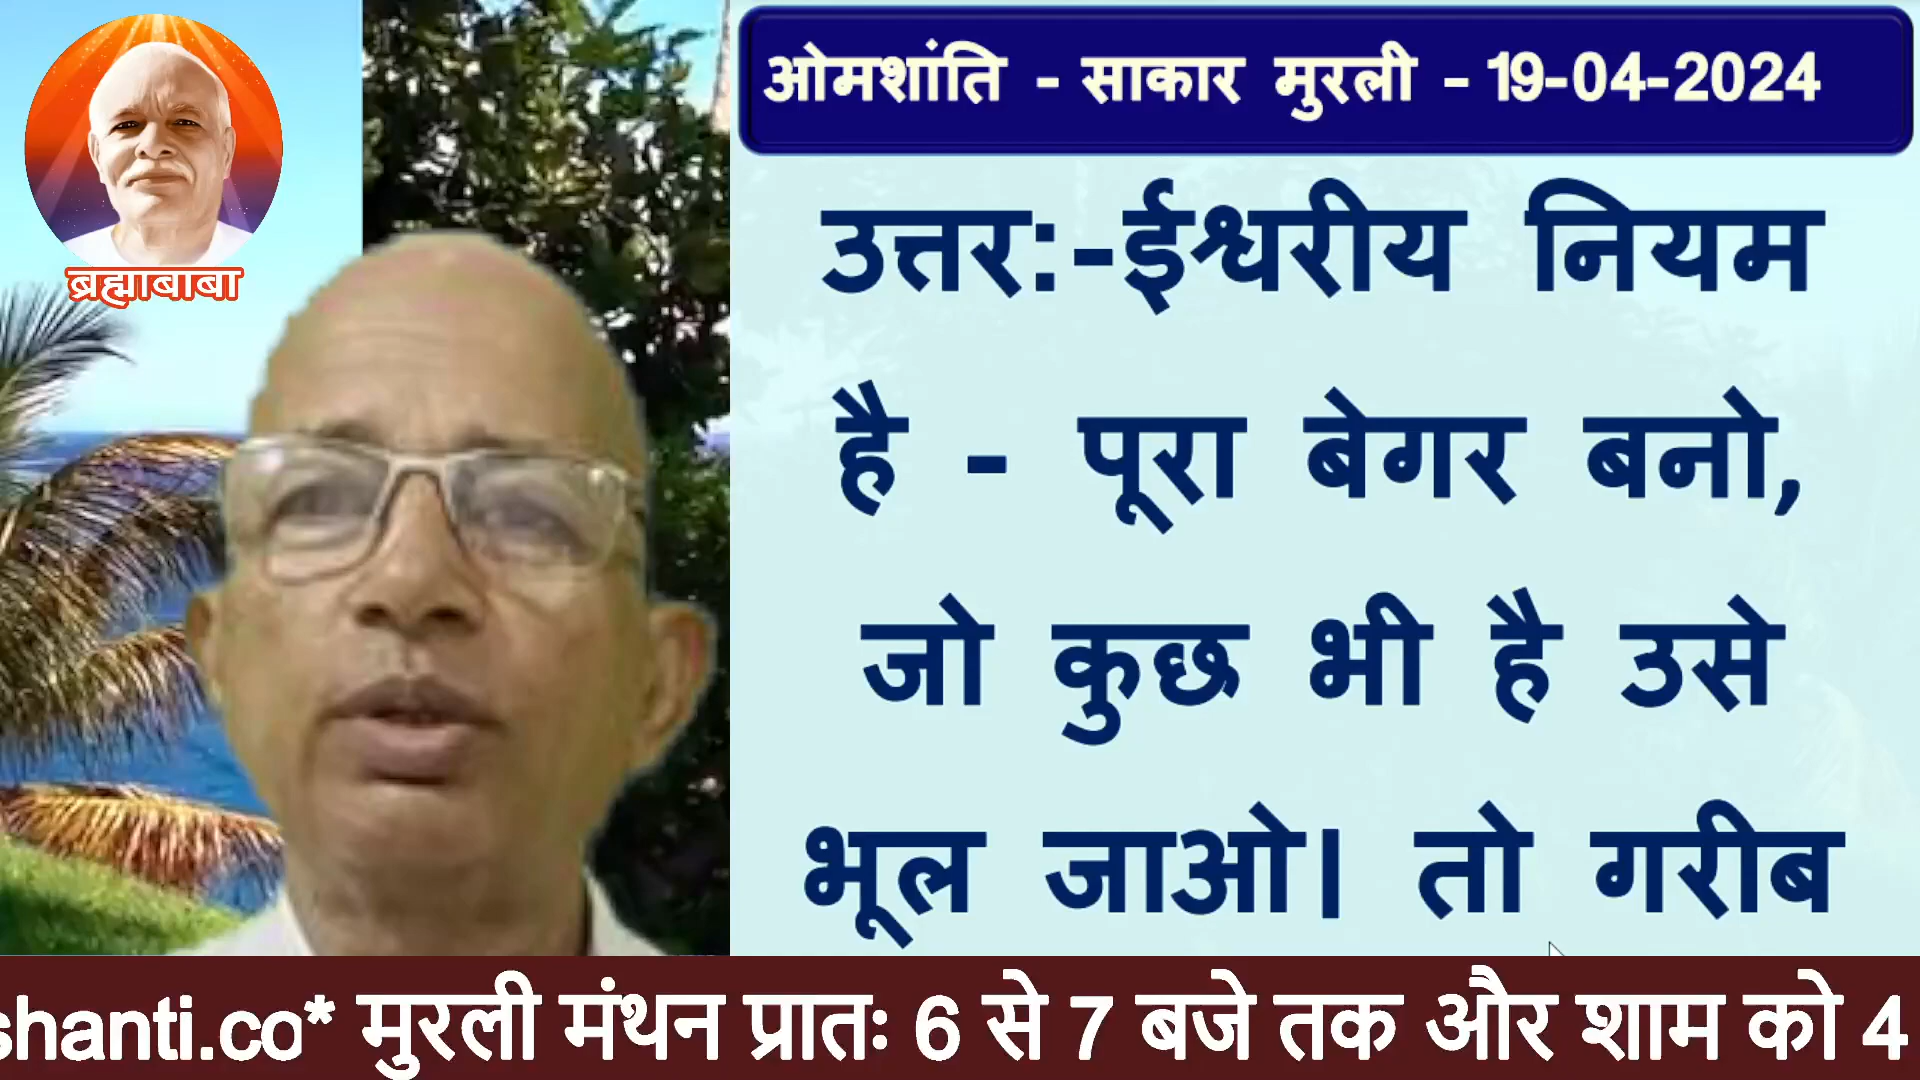 ब्रह्माबाबा
ओमशांति - साकार मुरली - 19-04-2024
उत्तर:-ईश्वरीय नियम
है - पूरा बेगर बनो,
जो कुछ भी है उसे
भूल जाओ। तो गरीब
shanti.co* मुरली मंथन प्रातः 6 से 7 बजे तक और शाम को 4